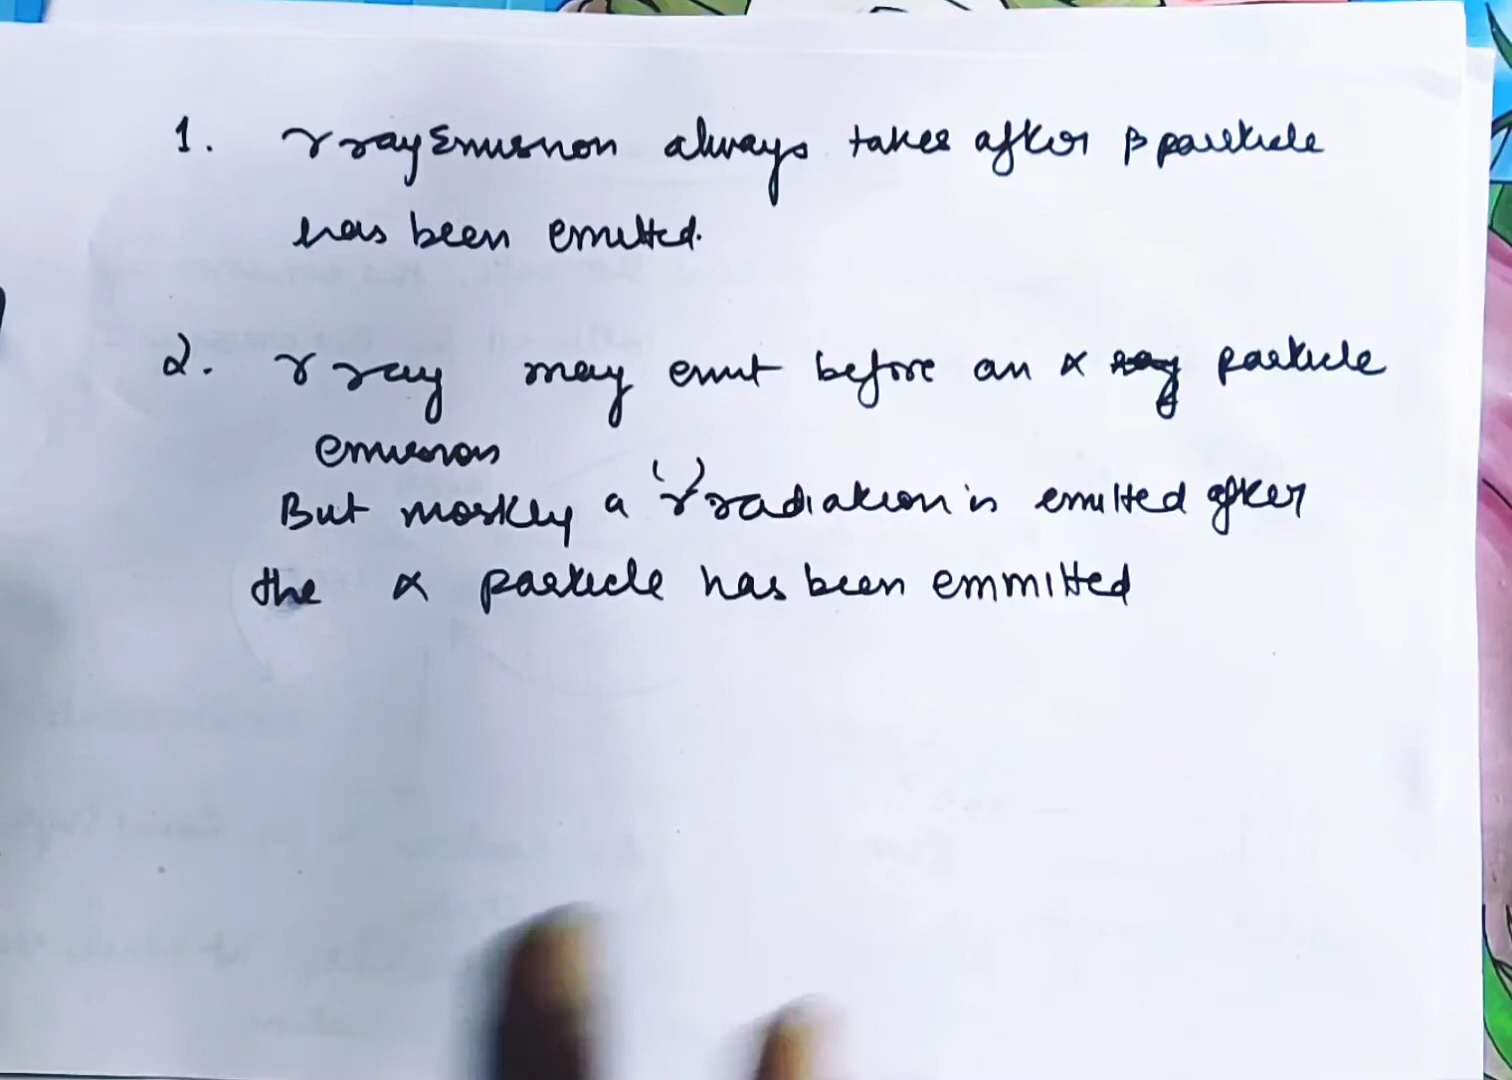 1. γ ray Emission always takes after β particle
has been emitted.
2. γ ray may emit before an α ray particle
emission
But mostly a (γ) radiation is emitted after
the α particle has been emmitted